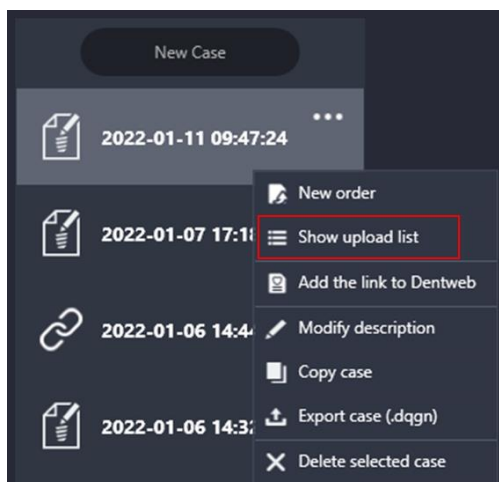 New Case
2022-01-11 09:47:24
New order
2022-01-07 17:18
Show upload list
Add the link to Dentweb
2022-01-06 14:44
Modify description
Copy case
Export case (.dqgn)
2022-01-06 14:32
Delete selected case